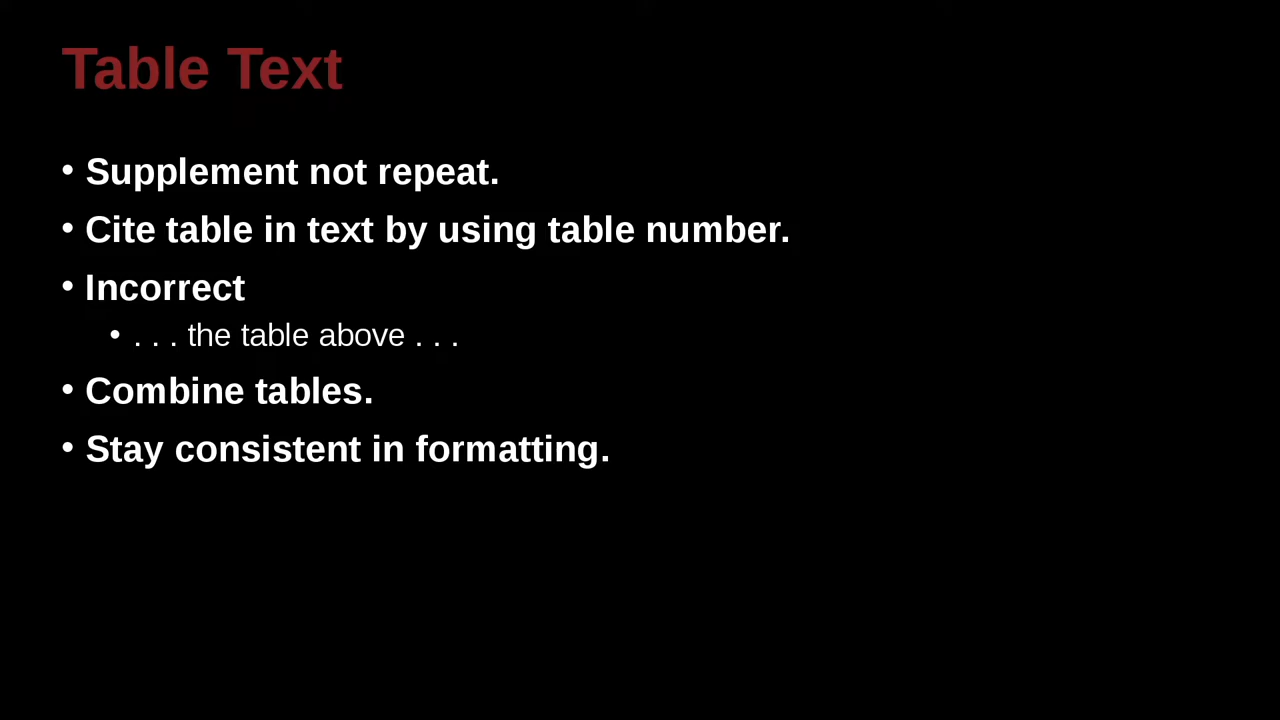 Table Text
• Supplement not repeat.
• Cite table in text by using table number.
• Incorrect
• . . . the table above . . .
• Combine tables.
• Stay consistent in formatting.